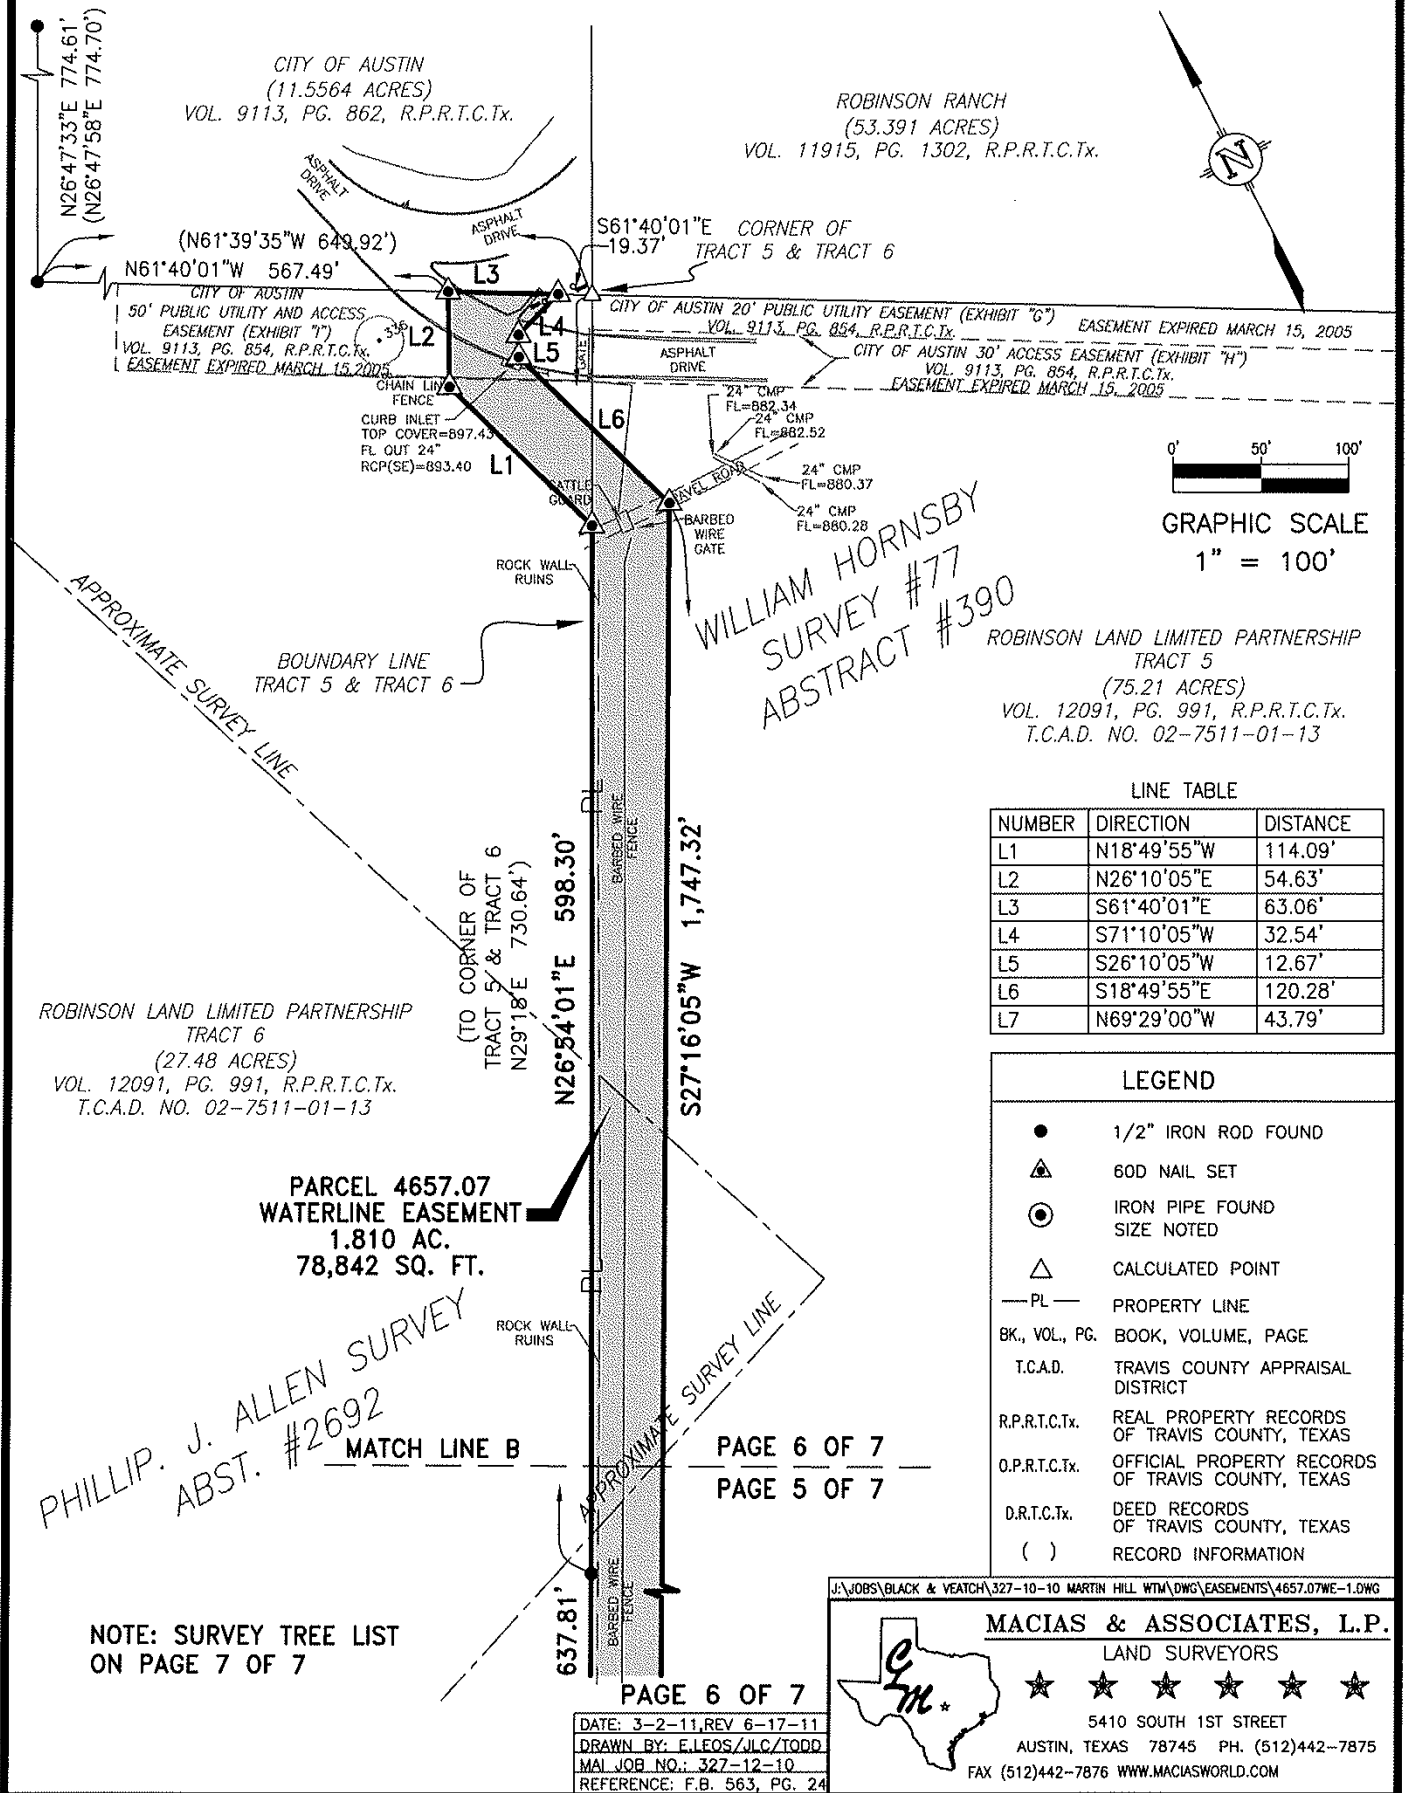 N26°47'33"E 774.61'
(N26°47'58"E 774.70')
CITY OF AUSTIN
(11.5564 ACRES)
VOL. 9113, PG. 862, R.P.R.T.C.Tx.
ROBINSON RANCH
(53.391 ACRES)
VOL. 11915, PG. 1302, R.P.R.T.C.Tx.
N
ASPHALT
DRIVE
ASPHALT
DRIVE
(N61°39'35"W 649.92')
N61°40'01"W 567.49'
S61°40'01"E
19.37'
CORNER OF
TRACT 5 & TRACT 6
CITY OF AUSTIN
50' PUBLIC UTILITY AND ACCESS
EASEMENT (EXHIBIT "I")
VOL. 9113, PG. 854, R.P.R.T.C.Tx.
EASEMENT EXPIRED MARCH 15,2005
316
L3
L2
L4
L5
GATE
CITY OF AUSTIN 20' PUBLIC UTILITY EASEMENT (EXHIBIT "G")
VOL. 9113, PG. 854, R.P.R.T.C.Tx.
EASEMENT EXPIRED MARCH 15, 2005
ASPHALT
DRIVE
CITY OF AUSTIN 30' ACCESS EASEMENT (EXHIBIT "H")
VOL. 9113, PG. 854, R.P.R.T.C.Tx.
EASEMENT EXPIRED MARCH 15, 2005
CHAIN LINK
FENCE
CURB INLET
TOP COVER=897.43
FL OUT 24"
RCP(SE)=893.40
L1
L6
24" CMP
FL=882.34
24" CMP
FL=882.52
24" CMP
FL=880.37
24" CMP
FL=880.28
GRAVEL ROAD
CATTLE
GUARD
BARBED
WIRE
GATE
0' 50' 100'
GRAPHIC SCALE
1" = 100'
ROCK WALL
RUINS
WILLIAM HORNSBY
SURVEY #77
ABSTRACT #390
APPROXIMATE SURVEY LINE
BOUNDARY LINE
TRACT 5 & TRACT 6
ROBINSON LAND LIMITED PARTNERSHIP
TRACT 5
(75.21 ACRES)
VOL. 12091, PG. 991, R.P.R.T.C.Tx.
T.C.A.D. NO. 02-7511-01-13
LINE TABLE
NUMBER DIRECTION DISTANCE
L1 N18°49'55"W 114.09'
L2 N26°10'05"E 54.63'
L3 S61°40'01"E 63.06'
L4 S71°10'05"W 32.54'
L5 S26°10'05"W 12.67'
L6 S18°49'55"E 120.28'
L7 N69°29'00"W 43.79'
PL
BARBED WIRE
FENCE
(TO CORNER OF
TRACT 5 & TRACT 6
N29°18'E 730.64')
N26°54'01"E 598.30'
S27°16'05"W 1,747.32'
ROBINSON LAND LIMITED PARTNERSHIP
TRACT 6
(27.48 ACRES)
VOL. 12091, PG. 991, R.P.R.T.C.Tx.
T.C.A.D. NO. 02-7511-01-13
PARCEL 4657.07
WATERLINE EASEMENT
1.810 AC.
78,842 SQ. FT.
PL
ROCK WALL
RUINS
APPROXIMATE SURVEY LINE
PHILLIP. J. ALLEN SURVEY
ABST. #2692
MATCH LINE B
PAGE 6 OF 7
PAGE 5 OF 7
BARBED WIRE
FENCE
637.81'
LEGEND
1/2" IRON ROD FOUND
60D NAIL SET
IRON PIPE FOUND
SIZE NOTED
CALCULATED POINT
PL PROPERTY LINE
BK., VOL., PG. BOOK, VOLUME, PAGE
T.C.A.D. TRAVIS COUNTY APPRAISAL
DISTRICT
R.P.R.T.C.Tx. REAL PROPERTY RECORDS
OF TRAVIS COUNTY, TEXAS
O.P.R.T.C.Tx. OFFICIAL PROPERTY RECORDS
OF TRAVIS COUNTY, TEXAS
D.R.T.C.Tx. DEED RECORDS
OF TRAVIS COUNTY, TEXAS
( ) RECORD INFORMATION
NOTE: SURVEY TREE LIST
ON PAGE 7 OF 7
PAGE 6 OF 7
DATE: 3-2-11,REV 6-17-11
DRAWN BY: E.LEOS/JLC/TODD
MAI JOB NO.: 327-12-10
REFERENCE: F.B. 563, PG. 24
J:\JOBS\BLACK & VEATCH\327-10-10 MARTIN HILL WTM\DWG\EASEMENTS\4657.07WE-1.DWG
MACIAS & ASSOCIATES, L.P.
LAND SURVEYORS
5410 SOUTH 1ST STREET
AUSTIN, TEXAS 78745 PH. (512)442-7875
FAX (512)442-7876 WWW.MACIASWORLD.COM